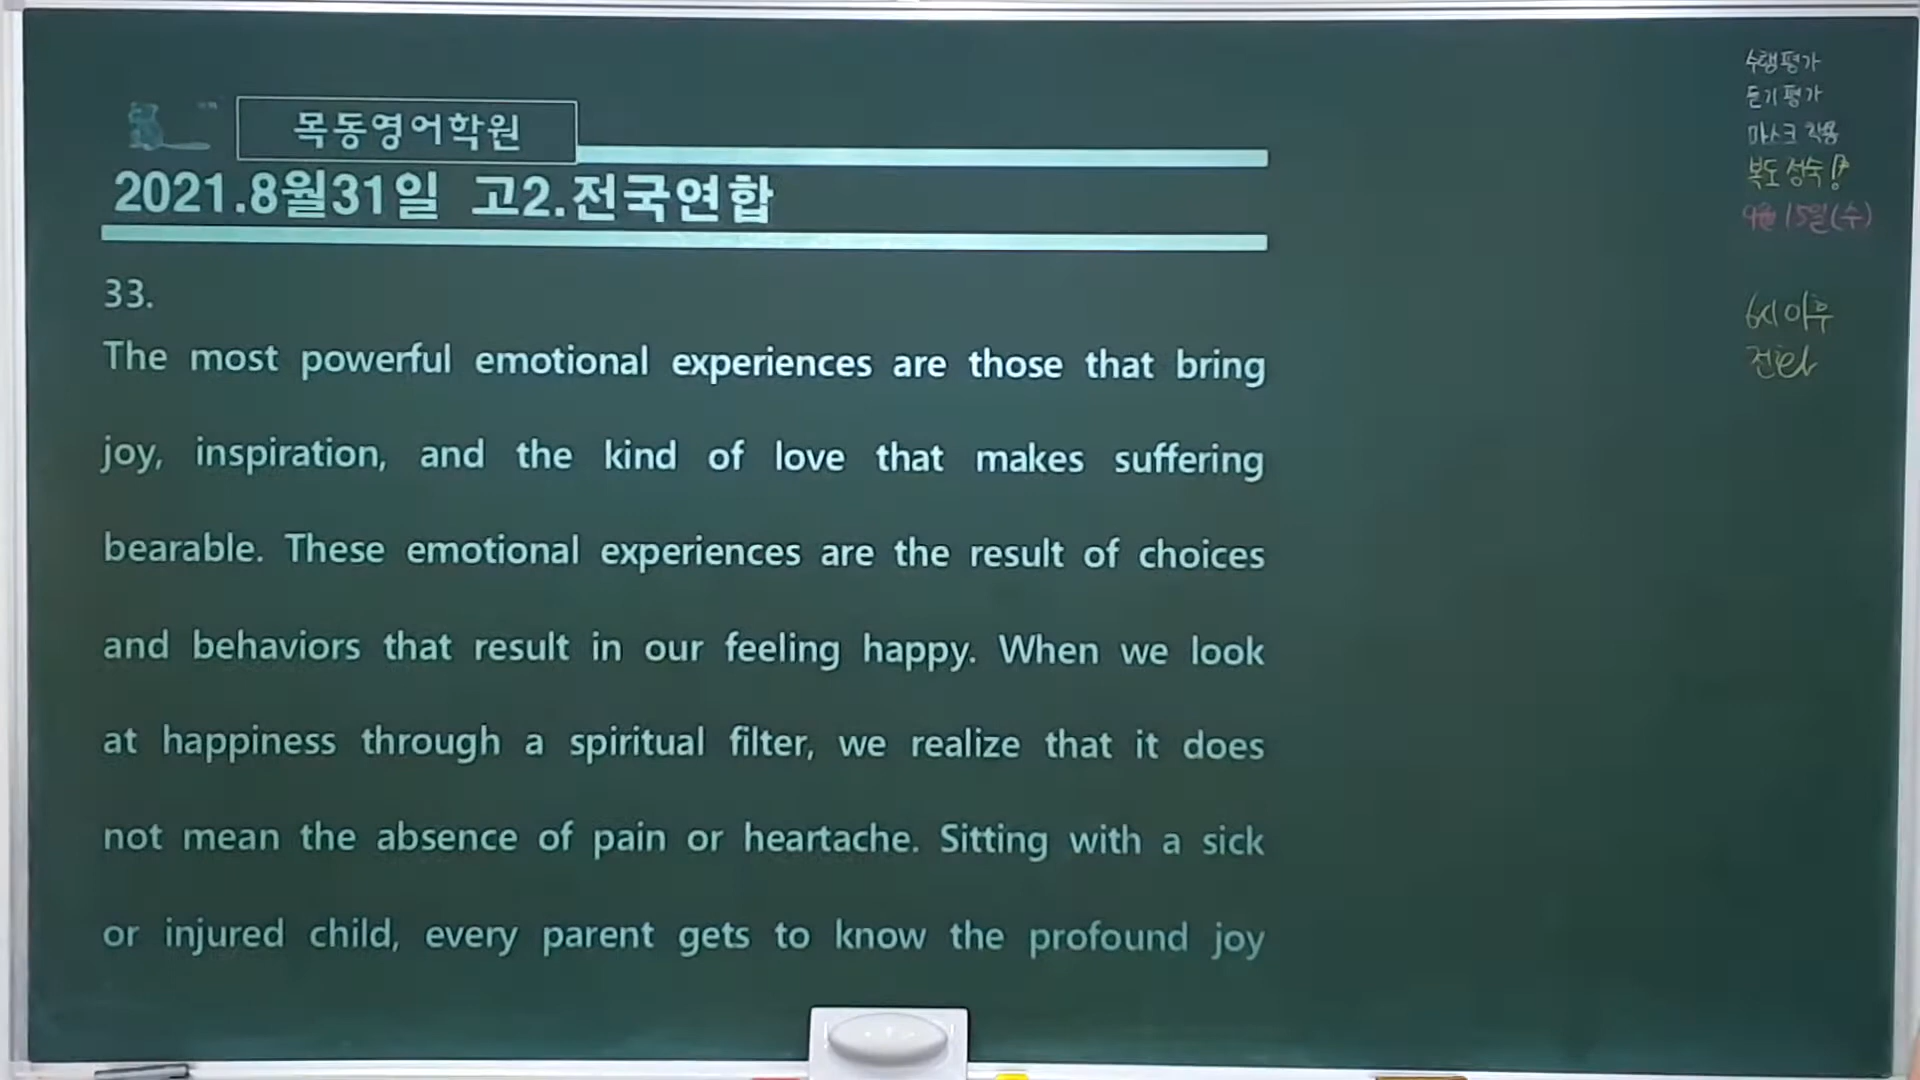 목동영어학원
2021.8월31일 고2.전국연합
33.
The most powerful emotional experiences are those that bring
joy, inspiration, and the kind of love that makes suffering
bearable. These emotional experiences are the result of choices
and behaviors that result in our feeling happy. When we look
at happiness through a spiritual filter, we realize that it does
not mean the absence of pain or heartache. Sitting with a sick
or injured child, every parent gets to know the profound joy
수행평가
듣기평가
마스크 착용
복도 정숙!
9월 15일(수)
6시 이후